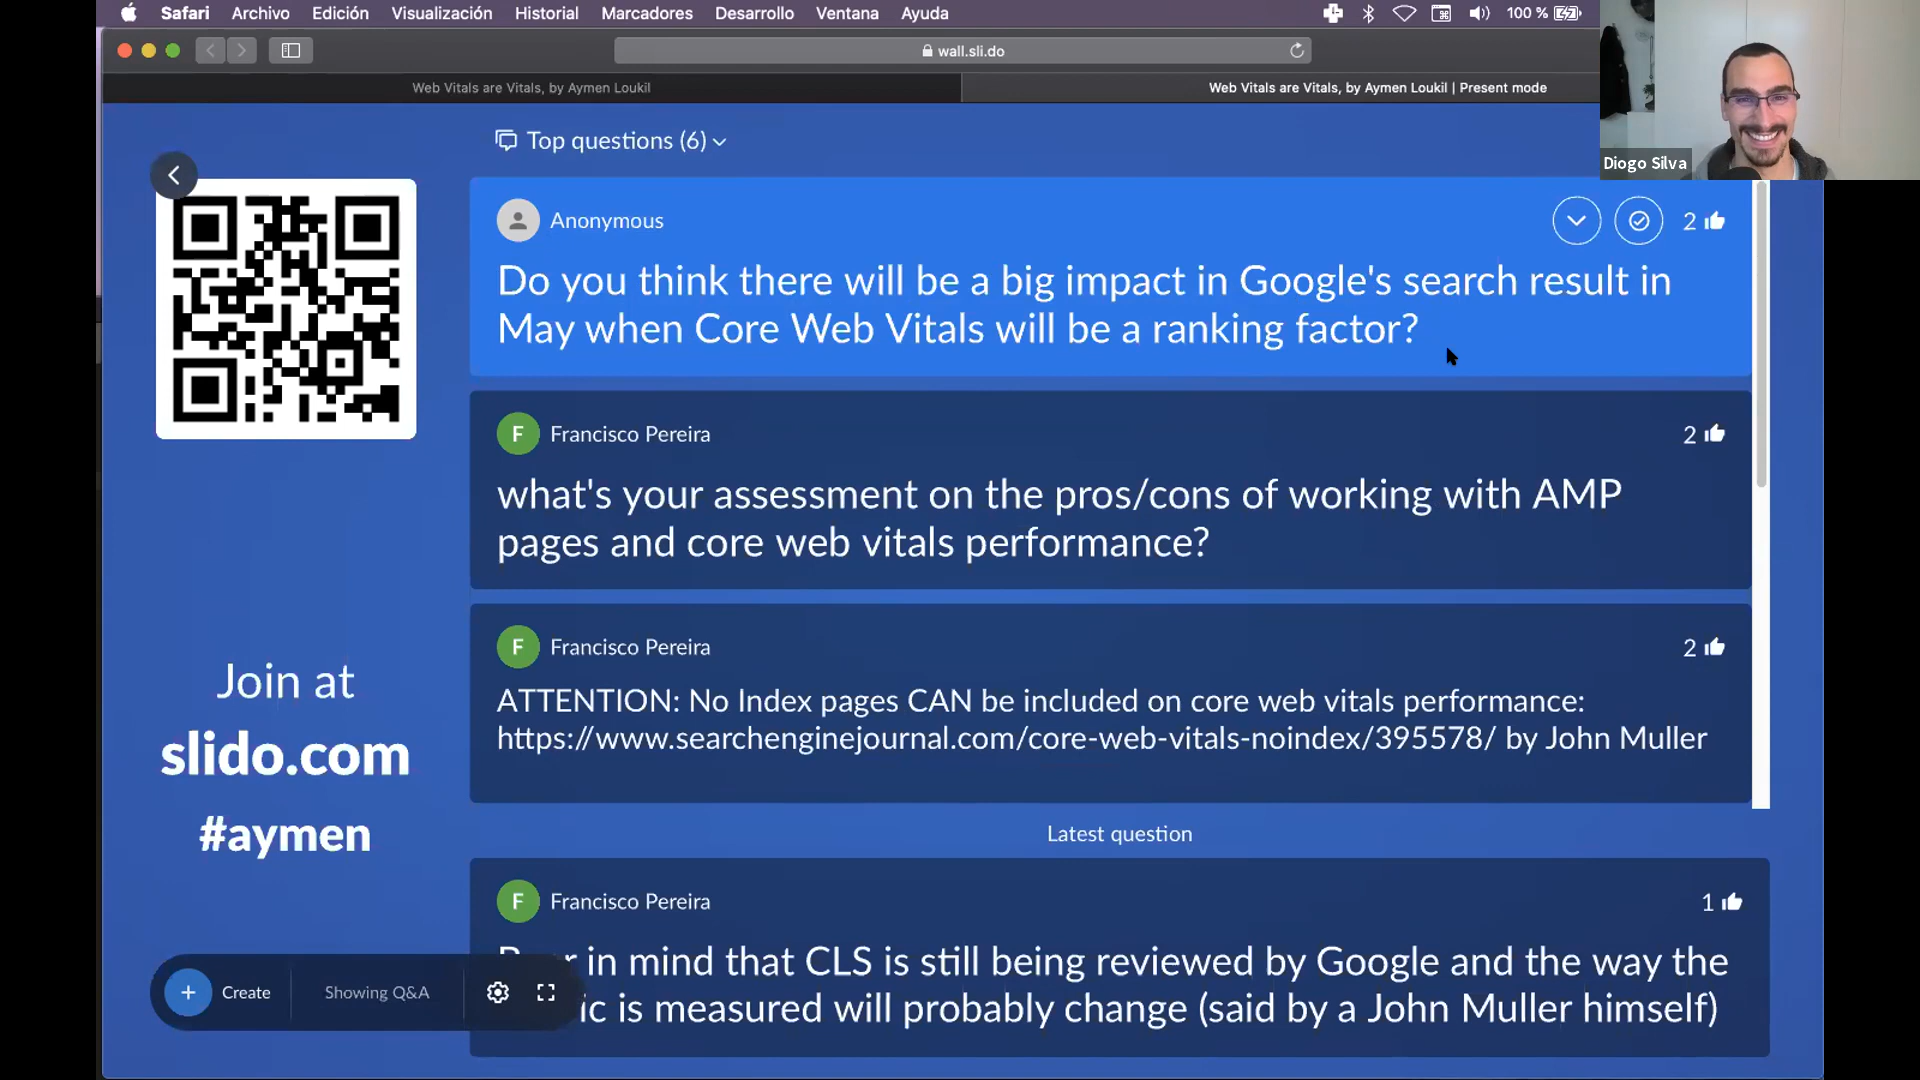 Safari Archivo Edición Visualización Historial Marcadores Desarrollo Ventana Ayuda 100 %
wall.sli.do
Web Vitals are Vitals, by Aymen Loukil
Web Vitals are Vitals, by Aymen Loukil | Present mode
Diogo Silva
Top questions (6)
Anonymous 2
Do you think there will be a big impact in Google's search result in
May when Core Web Vitals will be a ranking factor?
F Francisco Pereira 2
what's your assessment on the pros/cons of working with AMP
pages and core web vitals performance?
F Francisco Pereira 2
ATTENTION: No Index pages CAN be included on core web vitals performance:
https://www.searchenginejournal.com/core-web-vitals-noindex/395578/ by John Muller
Join at
slido.com
#aymen
Latest question
F Francisco Pereira 1
in mind that CLS is still being reviewed by Google and the way the
is measured will probably change (said by a John Muller himself)
+ Create Showing Q&A